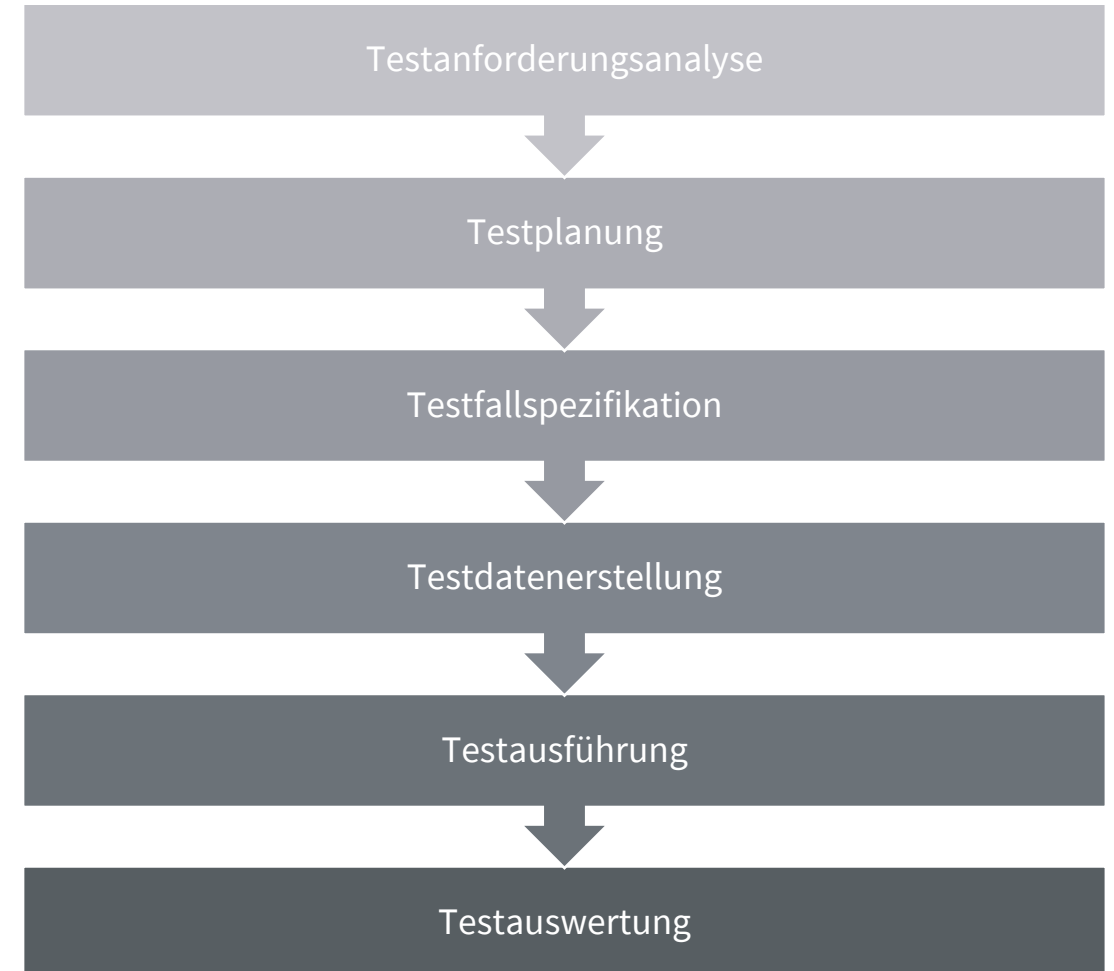 Testanforderungsanalyse
Testplanung
Testfallspezifikation
Testdatenerstellung
Testausführung
Testauswertung